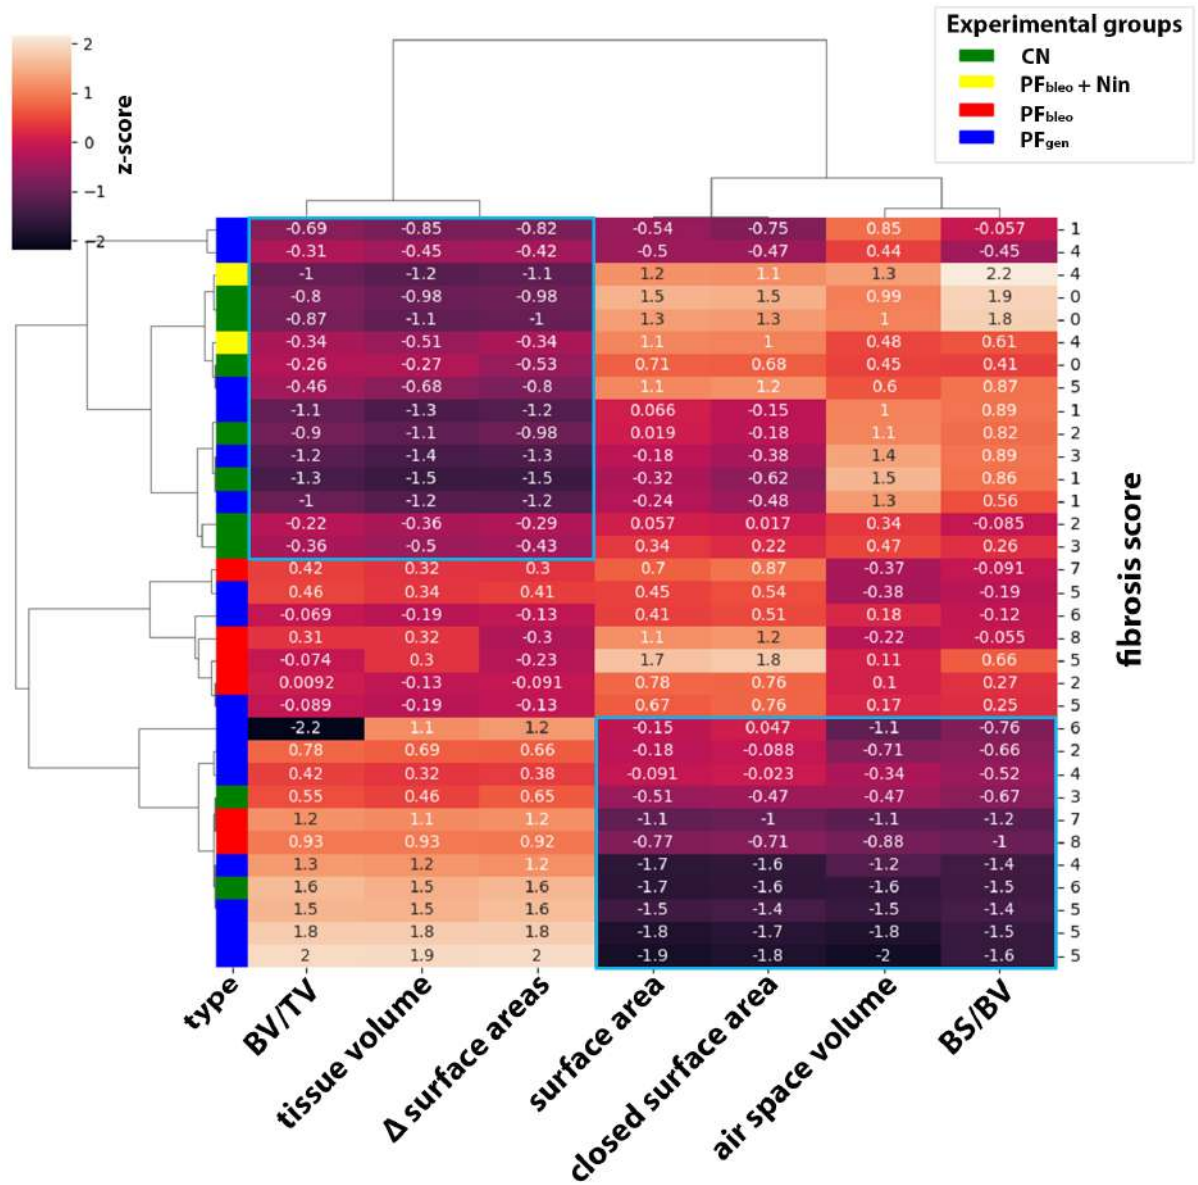 Experimental groups
CN
PFbleo + Nin
PFbleo
PFgen
2
1
0
−1
−2
z-score
-0.69 -0.85 -0.82 -0.54 -0.75 0.85 -0.057 1
-0.31 -0.45 -0.42 -0.5 -0.47 0.44 -0.45 4
-1 -1.2 -1.1 1.2 1.1 1.3 2.2 4
-0.8 -0.98 -0.98 1.5 1.5 0.99 1.9 0
-0.87 -1.1 -1 1.3 1.3 1 1.8 0
-0.34 -0.51 -0.34 1.1 1 0.48 0.61 4
-0.26 -0.27 -0.53 0.71 0.68 0.45 0.41 0
-0.46 -0.68 -0.8 1.1 1.2 0.6 0.87 5
-1.1 -1.3 -1.2 0.066 -0.15 1 0.89 1
-0.9 -1.1 -0.98 0.019 -0.18 1.1 0.82 2
-1.2 -1.4 -1.3 -0.18 -0.38 1.4 0.89 3
-1.3 -1.5 -1.5 -0.32 -0.62 1.5 0.86 1
-1 -1.2 -1.2 -0.24 -0.48 1.3 0.56 1
-0.22 -0.36 -0.29 0.057 0.017 0.34 -0.085 2
-0.36 -0.5 -0.43 0.34 0.22 0.47 0.26 3
0.42 0.32 0.3 0.7 0.87 -0.37 -0.091 7
0.46 0.34 0.41 0.45 0.54 -0.38 -0.19 5
-0.069 -0.19 -0.13 0.41 0.51 0.18 -0.12 6
0.31 0.32 -0.3 1.1 1.2 -0.22 -0.055 8
-0.074 0.3 -0.23 1.7 1.8 0.11 0.66 5
0.0092 -0.13 -0.091 0.78 0.76 0.1 0.27 2
-0.089 -0.19 -0.13 0.67 0.76 0.17 0.25 5
-2.2 1.1 1.2 -0.15 0.047 -1.1 -0.76 6
0.78 0.69 0.66 -0.18 -0.088 -0.71 -0.66 2
0.42 0.32 0.38 -0.091 -0.023 -0.34 -0.52 4
0.55 0.46 0.65 -0.51 -0.47 -0.47 -0.67 3
1.2 1.1 1.2 -1.1 -1 -1.1 -1.2 7
0.93 0.93 0.92 -0.77 -0.71 -0.88 -1 8
1.3 1.2 1.2 -1.7 -1.6 -1.2 -1.4 4
1.6 1.5 1.6 -1.7 -1.6 -1.6 -1.5 6
1.5 1.5 1.6 -1.5 -1.4 -1.5 -1.4 5
1.8 1.8 1.8 -1.8 -1.7 -1.8 -1.5 5
2 1.9 2 -1.9 -1.8 -2 -1.6 5
fibrosis score
type
BV/TV
tissue volume
Δ surface areas
surface area
closed surface area
air space volume
BS/BV